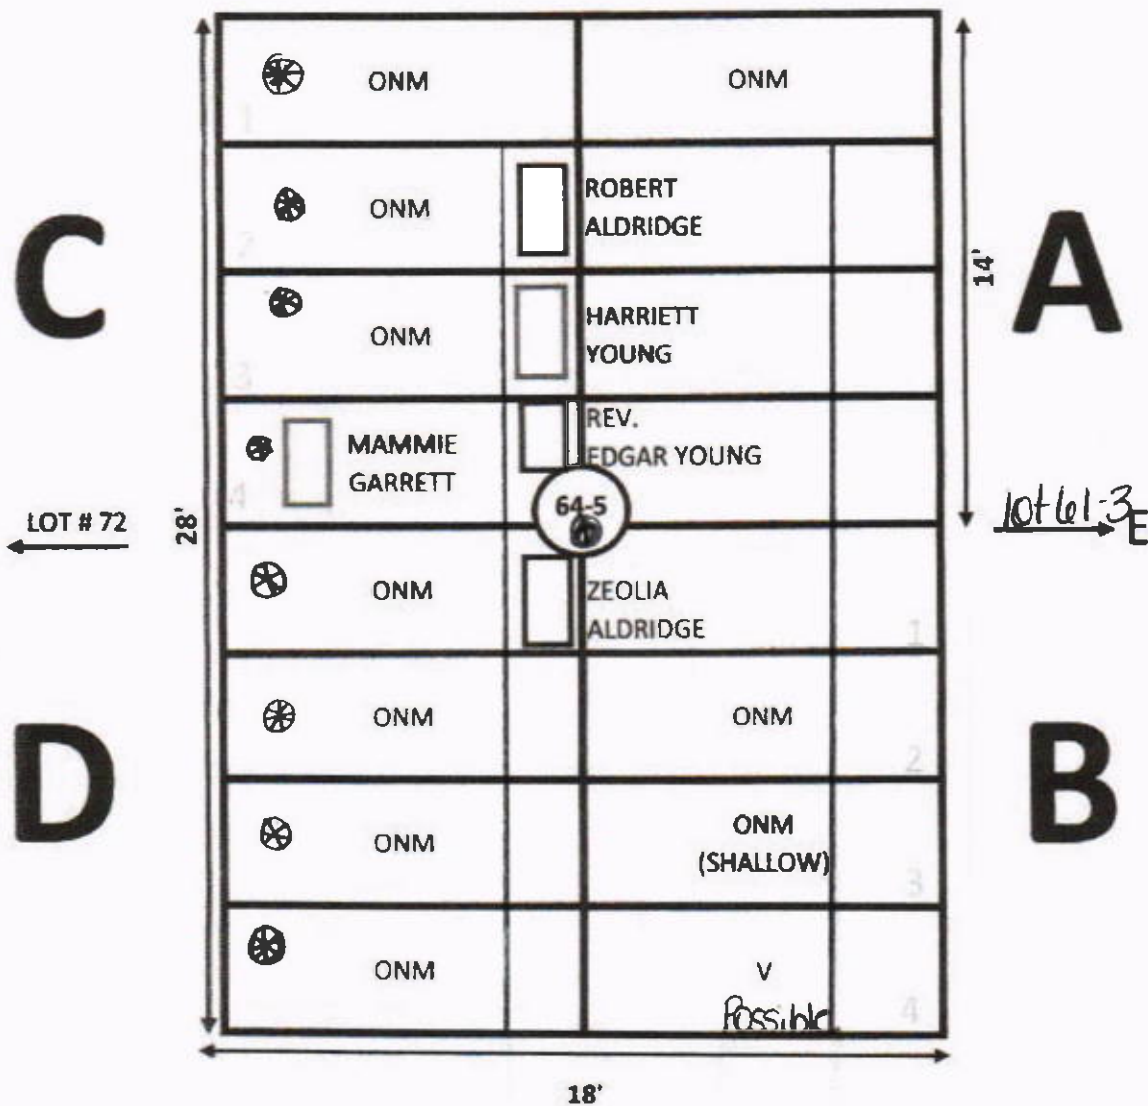 ONM ONM
1
C
ONM
ROBERT
ALDRIDGE
2
A
14'
ONM
HARRIETT
YOUNG
3
MAMMIE
GARRETT
REV.
EDGAR YOUNG
4
64-5
LOT # 72
28'
lot 61-3
E
ONM
ZEOLIA
ALDRIDGE
1
D
ONM ONM
2
B
ONM
ONM
(SHALLOW)
3
ONM
V
Possible
4
18'